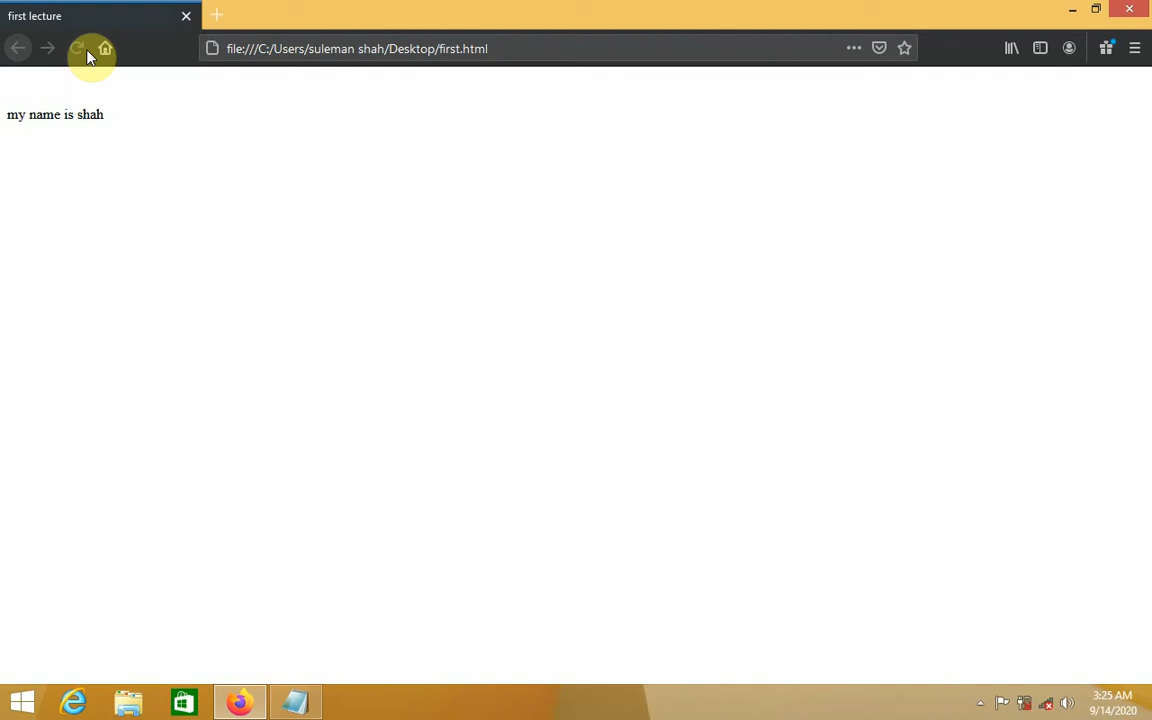 first lecture
file:///C:/Users/suleman shah/Desktop/first.html
my name is shah
3:25 AM
9/14/2020